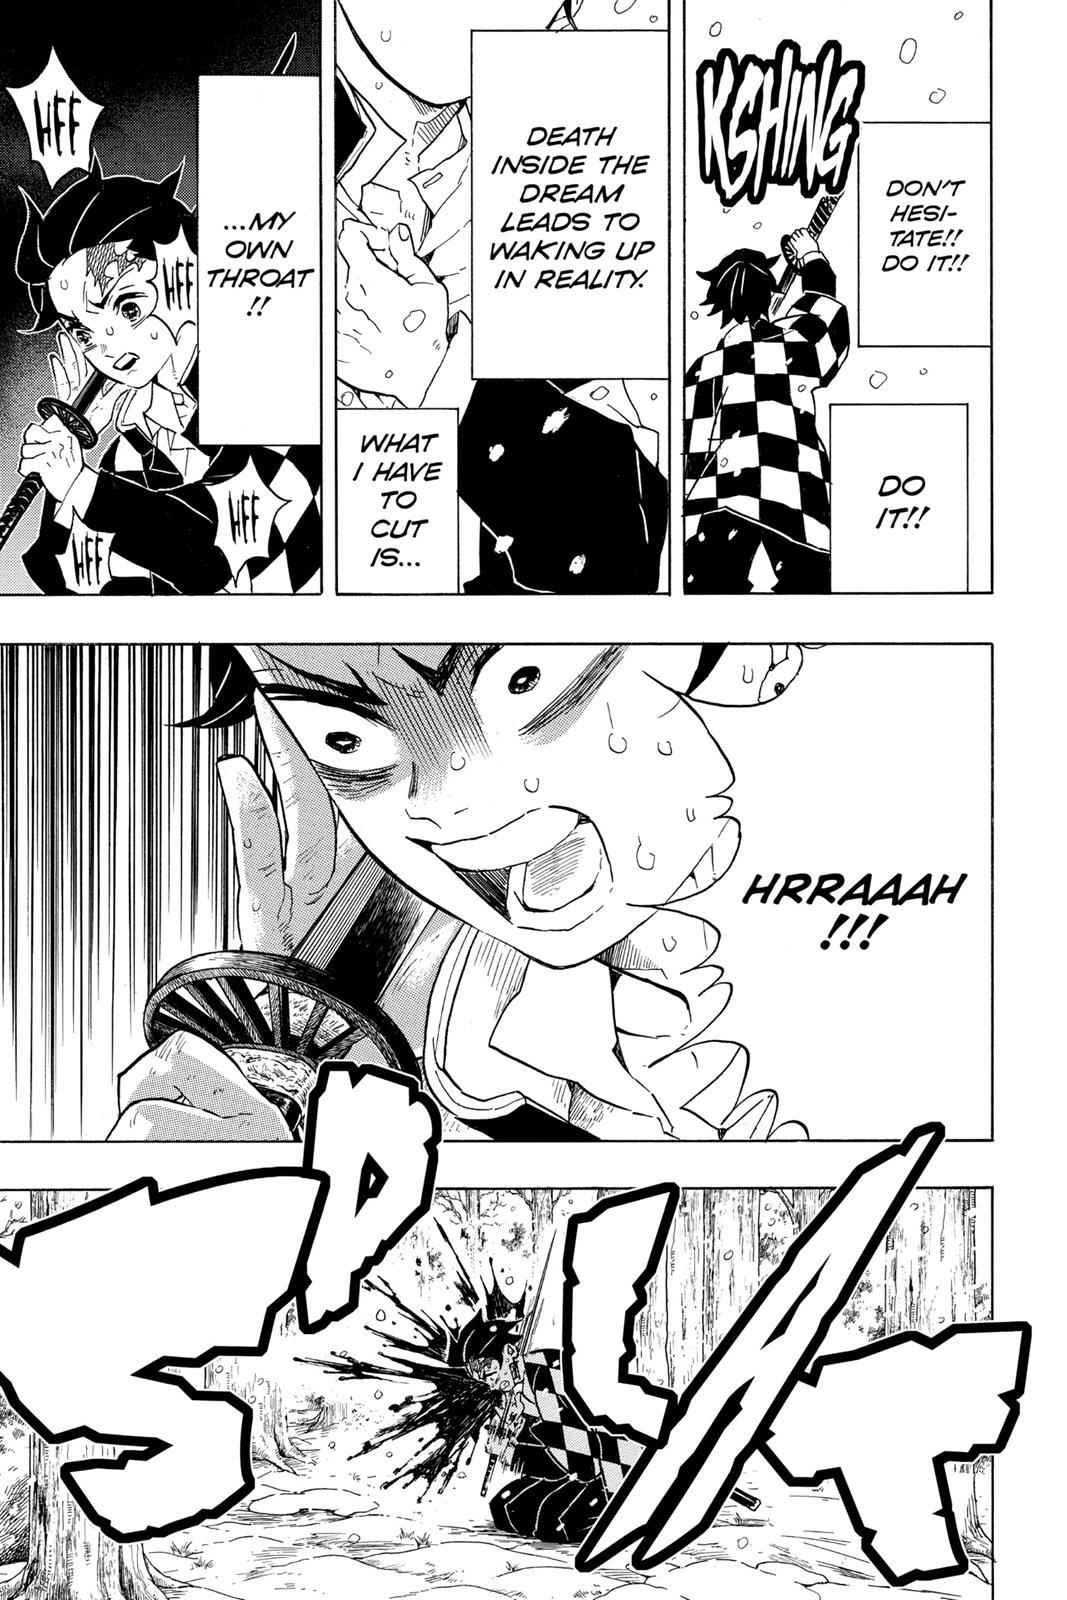 KSHING
DON'T
HESI-
TATE!!
DO IT!!
DO
IT!!
DEATH
INSIDE THE
DREAM
LEADS TO
WAKING UP
IN REALITY.
WHAT
I HAVE
TO
CUT
IS...
...MY
OWN
THROAT
!!
HFF
HFF
HFF
HFF
HRRAAAH
!!!
SPLAT